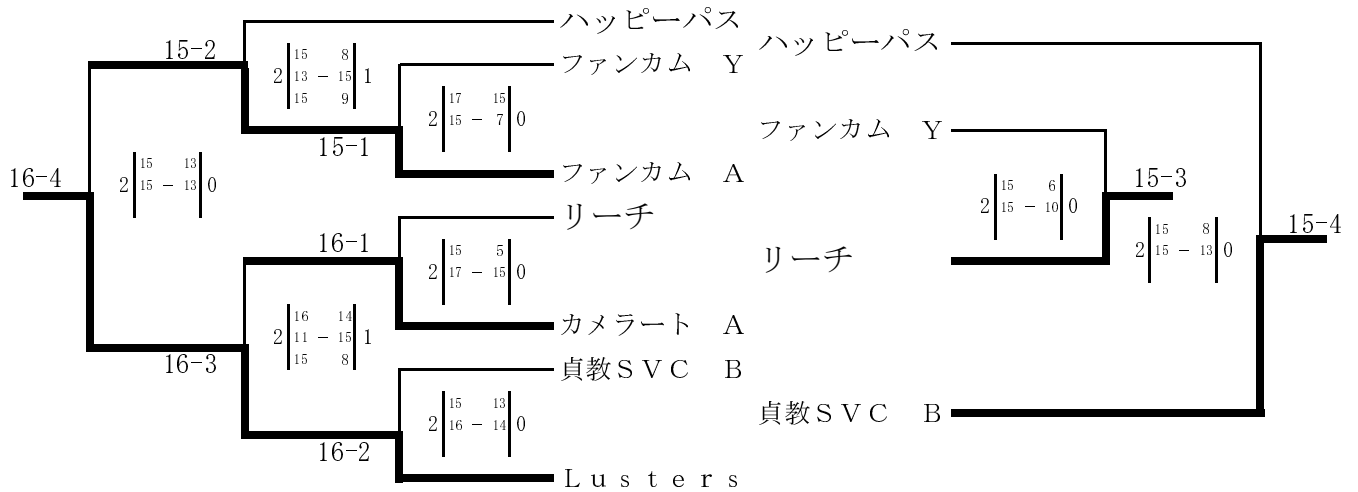 ハッピーパス
15-2
2 15 8 1
13 - 15
15 9
ファンカム Y
2 17 15 0
15 - 7
15-1
ファンカム A
2 15 13 0
15 - 13
16-4
リーチ
16-1
2 15 5 0
17 - 15
カメラート A
2 16 14 1
11 - 15
15 8
16-3
貞教SVC B
2 15 13 0
16 - 14
16-2
Lusters
ハッピーパス
ファンカム Y
2 15 6 0
15 - 10
15-3
リーチ
2 15 8 0
15 - 13
15-4
貞教SVC B